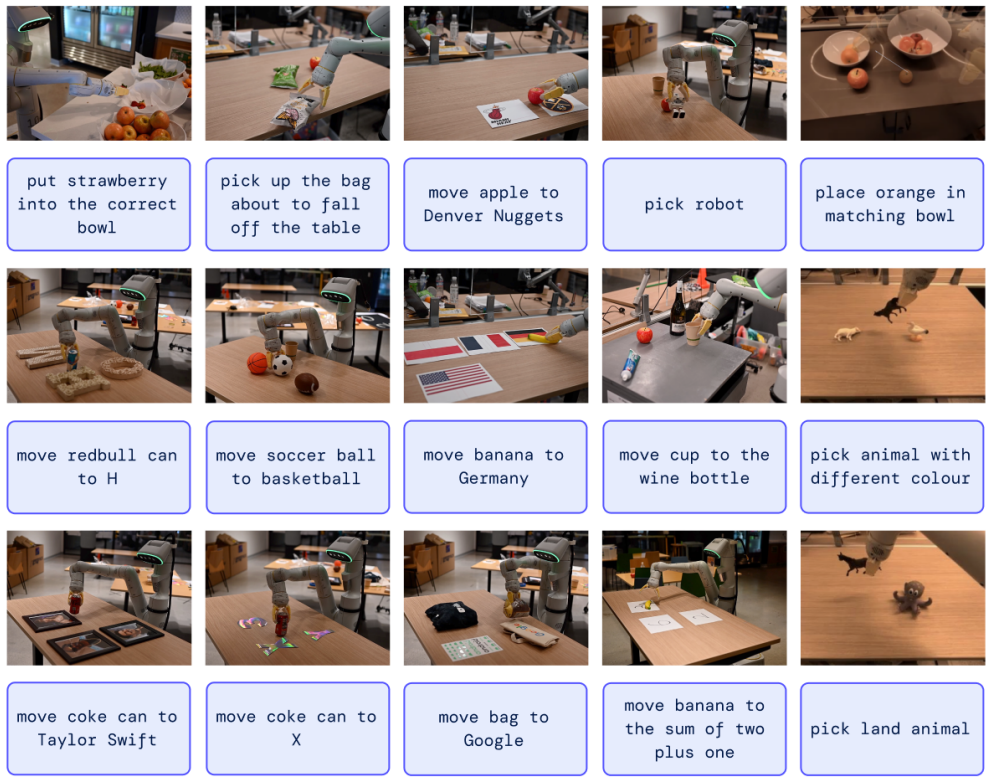 put strawberry
into the correct
bowl
pick up the bag
about to fall
off the table
move apple to
Denver Nuggets
pick robot
place orange in
matching bowl
move redbull can
to H
move soccer ball
to basketball
move banana to
Germany
move cup to the
wine bottle
pick animal with
different colour
move coke can to
Taylor Swift
move coke can to
X
move bag to
Google
move banana to
the sum of two
plus one
pick land animal